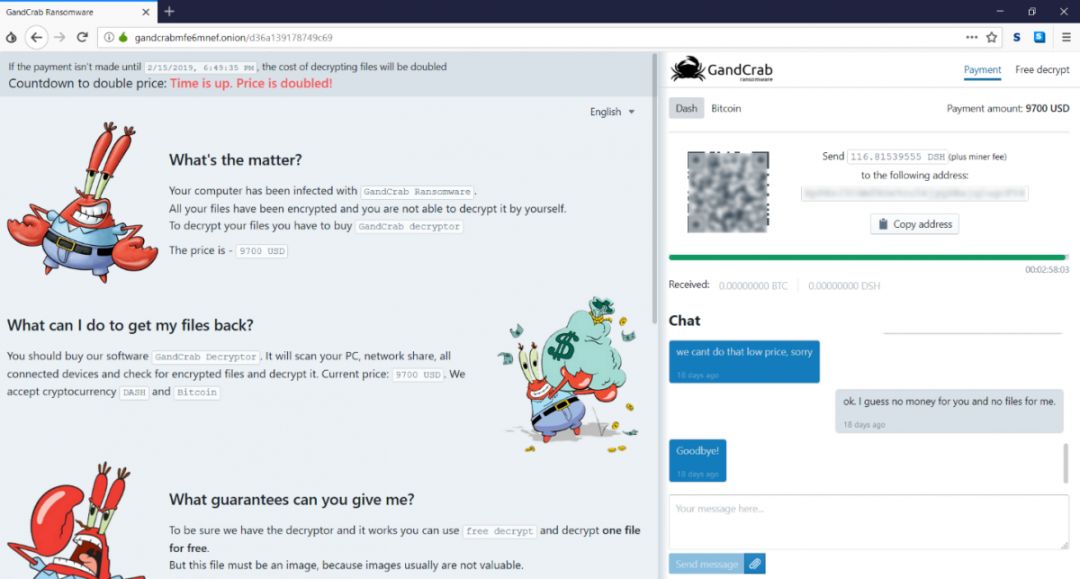 GandCrab Ransomware
gandcrabmfe6mnef.onion/d36a139178749c69
If the payment isn't made until 2/15/2019, 6:49:35 PM, the cost of decrypting files will be doubled
Countdown to double price: Time is up. Price is doubled!
English
What's the matter?
Your computer has been infected with GandCrab Ransomware.
All your files have been encrypted and you are not able to decrypt it by yourself.
To decrypt your files you have to buy GandCrab decryptor
The price is - 9700 USD
What can I do to get my files back?
You should buy our software GandCrab Decryptor. It will scan your PC, network share, all
connected devices and check for encrypted files and decrypt it. Current price: 9700 USD. We
accept cryptocurrency DASH and Bitcoin
What guarantees can you give me?
To be sure we have the decryptor and it works you can use free decrypt and decrypt one file
for free.
But this file must be an image, because images usually are not valuable.
GandCrab
ransomware
Payment Free decrypt
Dash Bitcoin Payment amount: 9700 USD
Send 116.81539555 DSH (plus miner fee)
to the following address:
Copy address
00:02:58:03
Received: 0.00000000 BTC 0.00000000 DSH
Chat
we cant do that low price, sorry
18 days ago
ok. I guess no money for you and no files for me.
18 days ago
Goodbye!
18 days ago
Your message here...
Send message